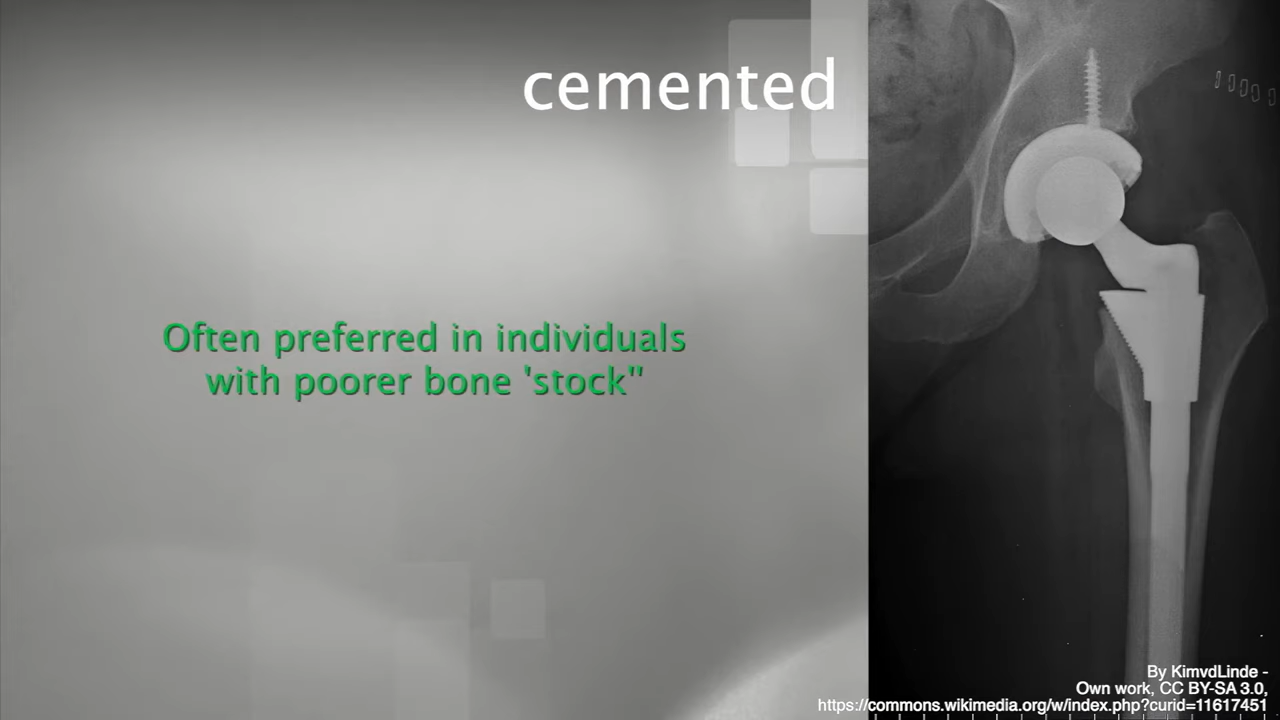 cemented
Often preferred in individuals
with poorer bone 'stock"
By KimvdLinde -
Own work, CC BY-SA 3.0,
https://commons.wikimedia.org/w/index.php?curid=11617451